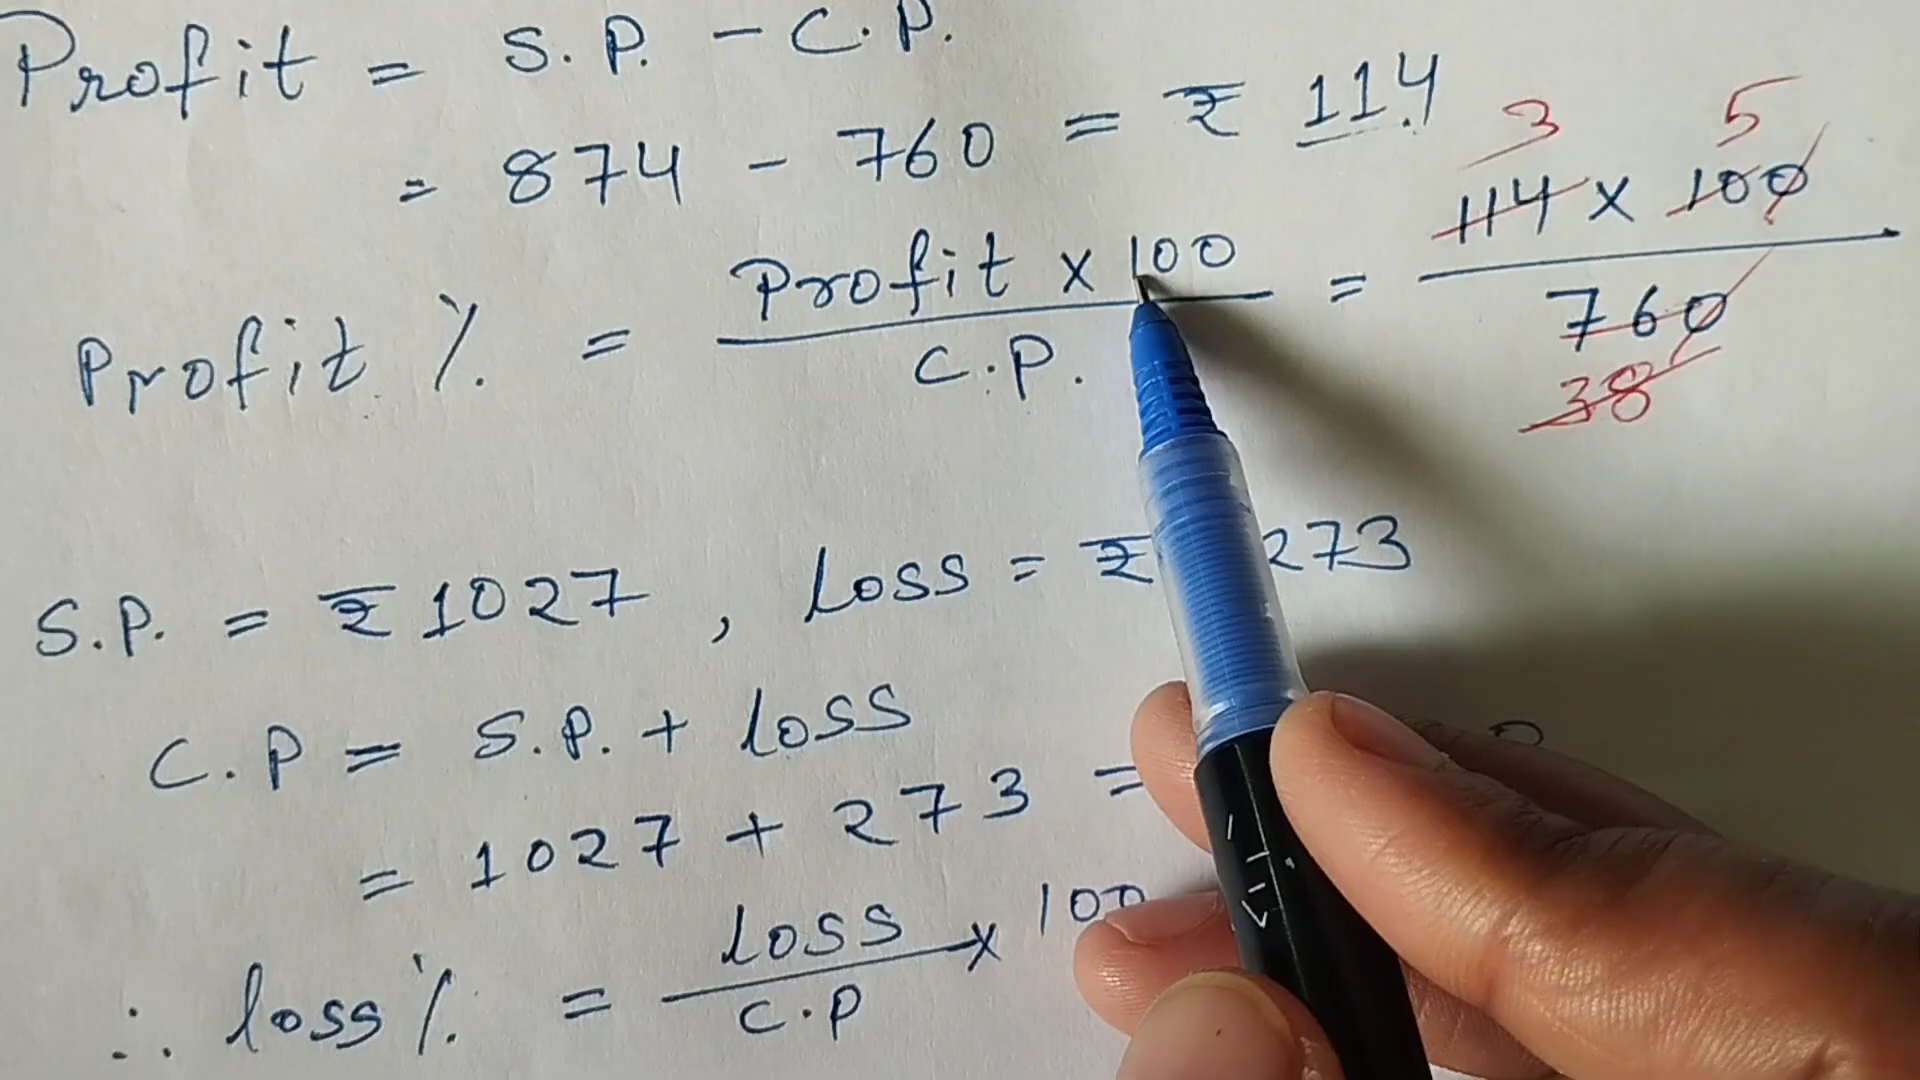 Profit = S.P. - C.P.
= 874 - 760 = ₹ 114
3 5
Profit % = Profit x 100 / C.P. = 114 x 100 / 760
38
S.P. = ₹ 1027, Loss = ₹ 273
C.P = S.P. + Loss
= 1027 + 273 =
∴ loss % = Loss / C.P x 100